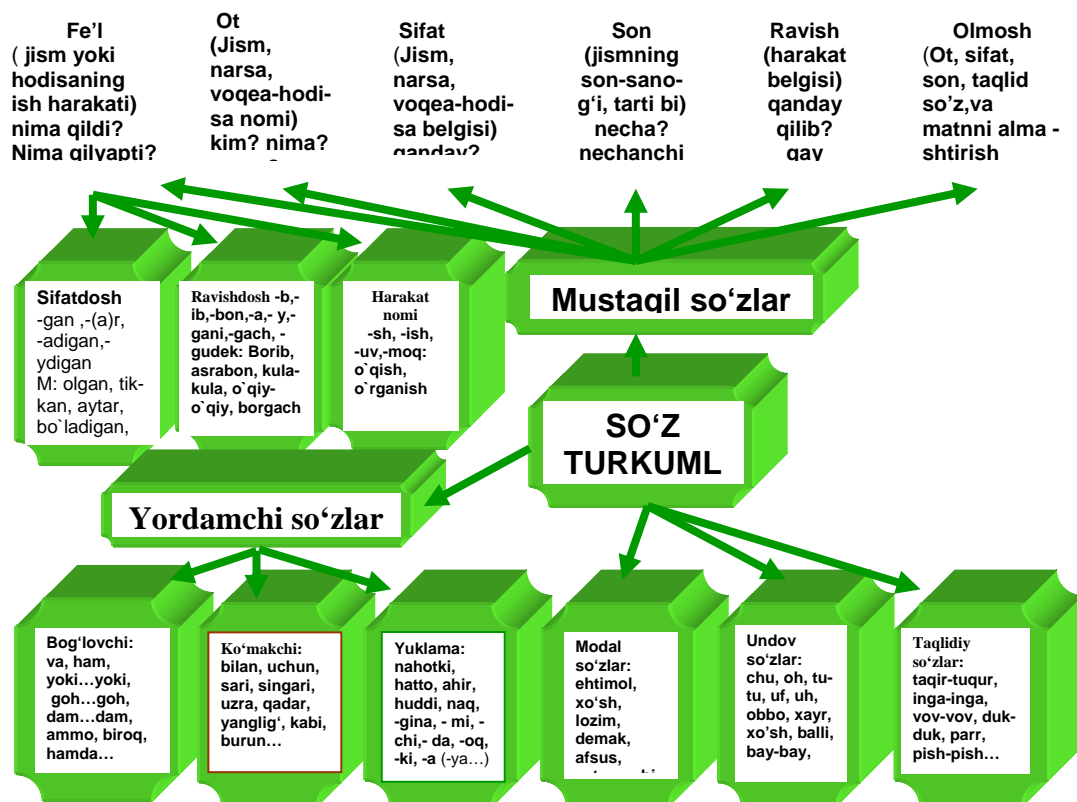 Fe’l
( jism yoki
hodisaning
ish harakati)
nima qildi?
Nima qilyapti?
Ot
(Jism,
narsa,
voqea-hodi-
sa nomi)
kim? nima?
Sifat
(Jism,
narsa,
voqea-hodi-
sa belgisi)
qanday?
Son
(jismning
son-sano-
g‘i, tarti bi)
necha?
nechanchi
Ravish
(harakat
belgisi)
qanday
qilib?
qay
Olmosh
(Ot, sifat,
son, taqlid
so’z,va
matnni alma -
shtirish
Sifatdosh
-gan ,-(a)r,
-adigan,-
ydigan
M: olgan, tik-
kan, aytar,
bo`ladigan,
Ravishdosh -b,-
ib,-bon,-a,- y,-
gani,-gach, -
gudek: Borib,
asrabon, kula-
kula, o`qiy-
o`qiy, borgach
Harakat
nomi
-sh, -ish,
-uv,-moq:
o`qish,
o`rganish
Mustaqil so‘zlar
SO‘Z
TURKUML
Yordamchi so‘zlar
Bog‘lovchi:
va, ham,
yoki…yoki,
goh…goh,
dam…dam,
ammo, biroq,
hamda…
Ko‘makchi:
bilan, uchun,
sari, singari,
uzra, qadar,
yanglig‘, kabi,
burun…
Yuklama:
nahotki,
hatto, ahir,
huddi, naq,
-gina, - mi, -
chi,- da, -oq,
-ki, -a (-ya…)
Modal
so’zlar:
ehtimol,
xo’sh,
lozim,
demak,
afsus,
Undov
so’zlar:
chu, oh, tu-
tu, uf, uh,
obbo, xayr,
xo’sh, balli,
bay-bay,
Taqlidiy
so’zlar:
taqir-tuqur,
inga-inga,
vov-vov, duk-
duk, parr,
pish-pish…